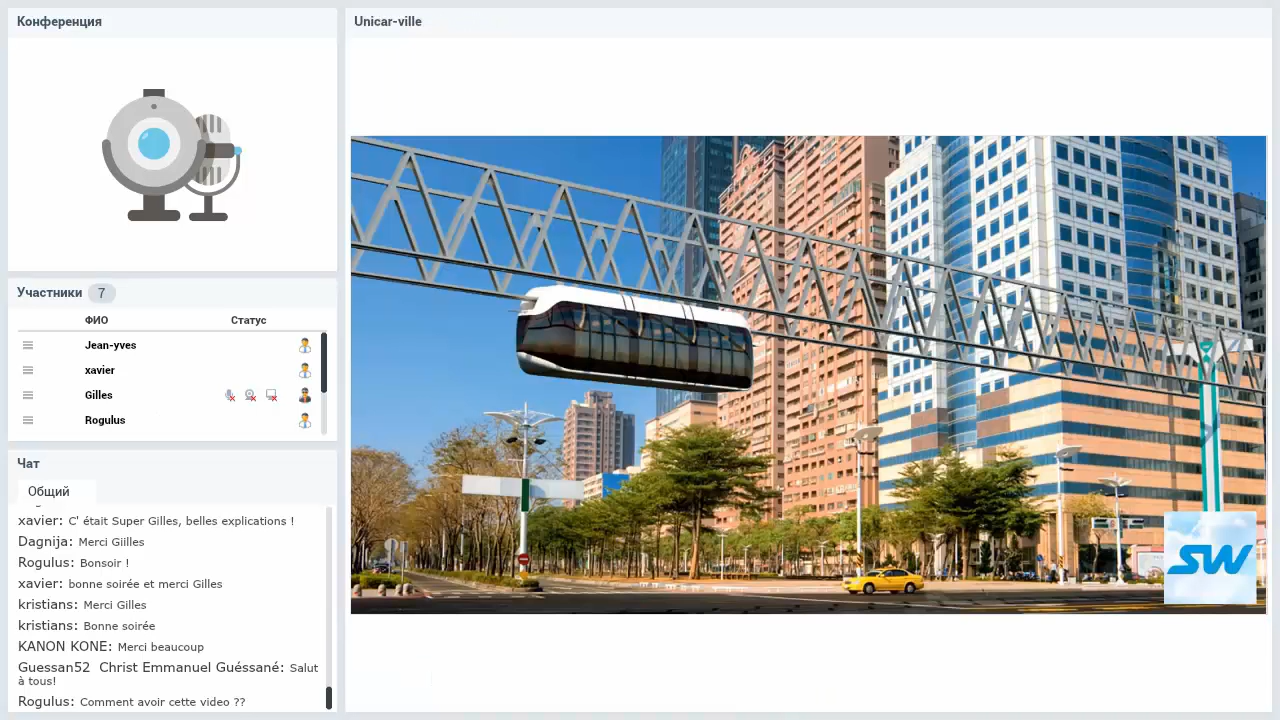 Конференция
Unicar-ville
Участники 7
ФИО Статус
Jean-yves
xavier
Gilles
Rogulus
Чат
Общий
xavier: C' était Super Gilles, belles explications !
Dagnija: Merci Giilles
Rogulus: Bonsoir !
xavier: bonne soirée et merci Gilles
kristians: Merci Gilles
kristians: Bonne soirée
KANON KONE: Merci beaucoup
Guessan52 Christ Emmanuel Guéssané: Salut
à tous!
Rogulus: Comment avoir cette video ??
SW